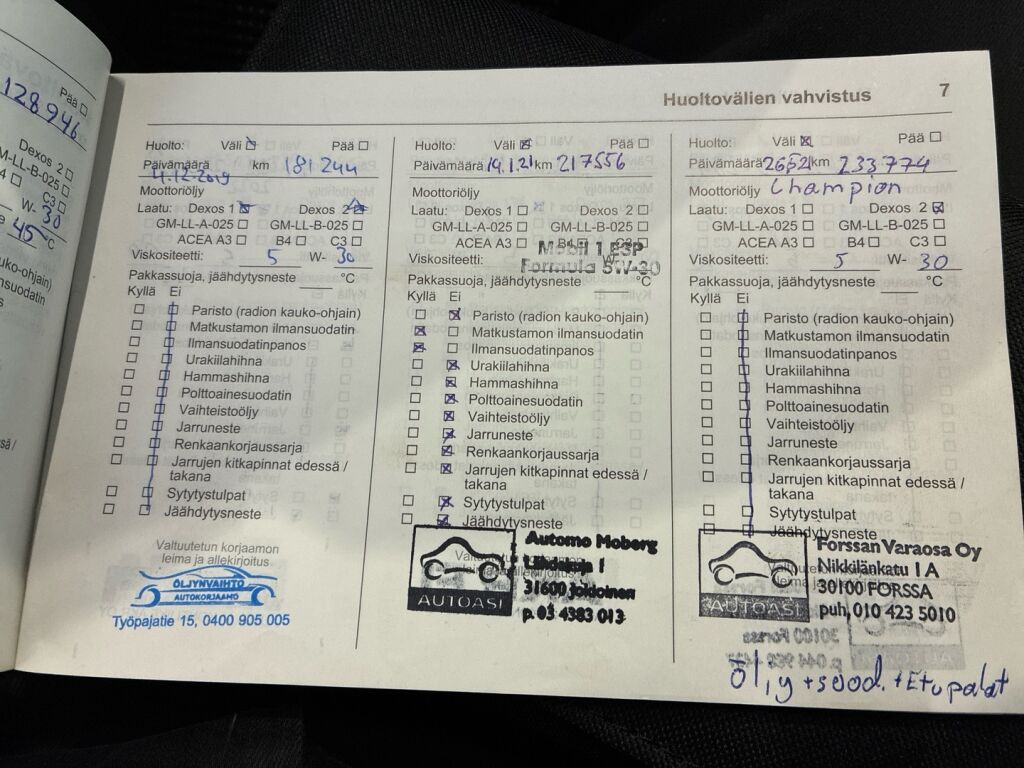 Pää ☐
128946
Dexos 2 ☐
M-LL-B-025 ☐
C3 ☐
W- 30
45 °C
uko-ohjain)
suodatin
Huoltovälien vahvistus 7
Huolto: Väli ☒ Pää ☐
Päivämäärä 4.12.2019 km 181244
Moottoriöljy
Laatu: Dexos 1 ☒ Dexos 2 ☒
GM-LL-A-025 ☐ GM-LL-B-025 ☐
ACEA A3 ☐ B4 ☐ C3 ☐
Viskositeetti: 5 W- 30
Pakkassuoja, jäähdytysneste °C
Kyllä Ei
☐ ☐ Paristo (radion kauko-ohjain)
☐ ☐ Matkustamon ilmansuodatin
☐ ☐ Ilmansuodatinpanos
☐ ☐ Urakiilahihna
☐ ☐ Hammashihna
☐ ☐ Polttoainesuodatin
☐ ☐ Vaihteistoöljy
☐ ☐ Jarruneste
☐ ☐ Renkaankorjaussarja
☐ ☐ Jarrujen kitkapinnat edessä /
takana
☐ ☐ Sytytystulpat
☐ ☐ Jäähdytysneste
Valtuutetun korjaamon
leima ja allekirjoitus
ÖLJYNVAIHTO
AUTOKORJAAMO
Työpajatie 15, 0400 905 005
Huolto: Väli ☒ Pää ☐
Päivämäärä 14.1.21 km 217556
Moottoriöljy
Laatu: Dexos 1 ☐ Dexos 2 ☐
GM-LL-A-025 ☐ GM-LL-B-025 ☐
ACEA A3 ☐ B4 ☐ C3 ☐
Mobil 1 ESP
Viskositeetti: W-
Formula 5W-30
Pakkassuoja, jäähdytysneste °C
Kyllä Ei
☐ ☒ Paristo (radion kauko-ohjain)
☒ ☐ Matkustamon ilmansuodatin
☒ ☐ Ilmansuodatinpanos
☐ ☒ Urakiilahihna
☐ ☒ Hammashihna
☐ ☒ Polttoainesuodatin
☐ ☒ Vaihteistoöljy
☐ ☒ Jarruneste
☐ ☒ Renkaankorjaussarja
☐ ☒ Jarrujen kitkapinnat edessä /
takana
☐ ☒ Sytytystulpat
☐ ☒ Jäähdytysneste
AUTOASI
Automo Moberg
1
31600 Jokioinen
p. 03 4383 013
Huolto: Väli ☒ Pää ☐
Päivämäärä 26.5.21 km 233774
Moottoriöljy Champion
Laatu: Dexos 1 ☐ Dexos 2 ☒
GM-LL-A-025 ☐ GM-LL-B-025 ☐
ACEA A3 ☐ B4 ☐ C3 ☐
Viskositeetti: 5 W- 30
Pakkassuoja, jäähdytysneste °C
Kyllä Ei
☐ ☐ Paristo (radion kauko-ohjain)
☐ ☐ Matkustamon ilmansuodatin
☐ ☐ Ilmansuodatinpanos
☐ ☐ Urakiilahihna
☐ ☐ Hammashihna
☐ ☐ Polttoainesuodatin
☐ ☐ Vaihteistoöljy
☐ ☐ Jarruneste
☐ ☐ Renkaankorjaussarja
☐ ☐ Jarrujen kitkapinnat edessä /
takana
☐ ☐ Sytytystulpat
☐ ☐ Jäähdytysneste
AUTOASI
Forssan Varaosa Oy
Nikkilänkatu 1 A
30100 FORSSA
puh, 010 423 5010
öljy + suod. + Etupalat